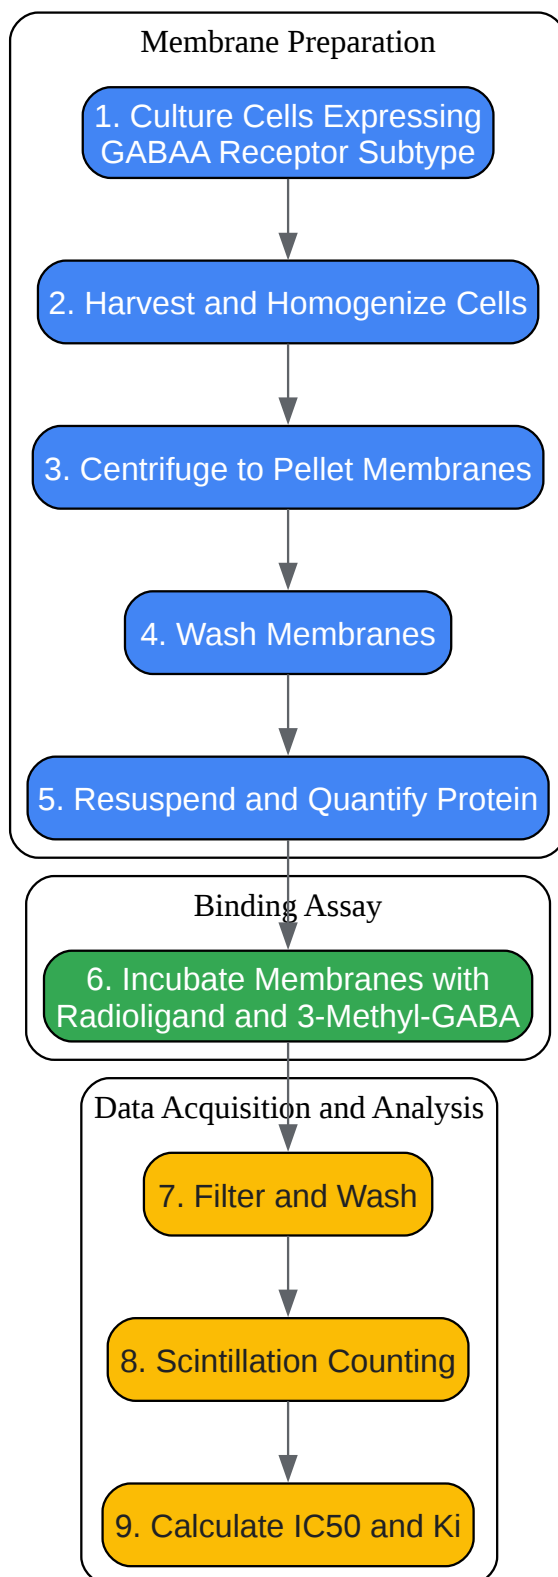 Membrane Preparation
1. Culture Cells Expressing
GABAA Receptor Subtype
2. Harvest and Homogenize Cells
3. Centrifuge to Pellet Membranes
4. Wash Membranes
5. Resuspend and Quantify Protein
Binding Assay
6. Incubate Membranes with
Radioligand and 3-Methyl-GABA
Data Acquisition and Analysis
7. Filter and Wash
8. Scintillation Counting
9. Calculate IC50 and Ki